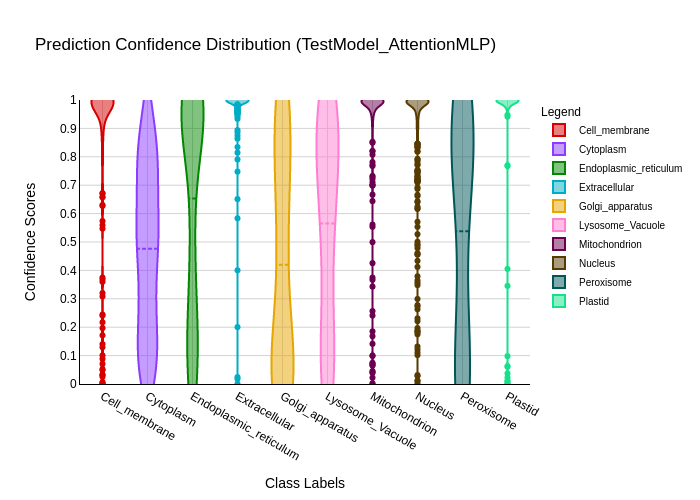 Prediction Confidence Distribution (TestModel_AttentionMLP)
Legend
Cell_membrane
Cytoplasm
Endoplasmic_reticulum
Extracellular
Golgi_apparatus
Lysosome_Vacuole
Mitochondrion
Nucleus
Peroxisome
Plastid
Confidence Scores
1
0.9
0.8
0.7
0.6
0.5
0.4
0.3
0.2
0.1
0
Cell_membrane
Cytoplasm
Endoplasmic_reticulum
Extracellular
Golgi_apparatus
Lysosome_Vacuole
Mitochondrion
Nucleus
Peroxisome
Plastid
Class Labels